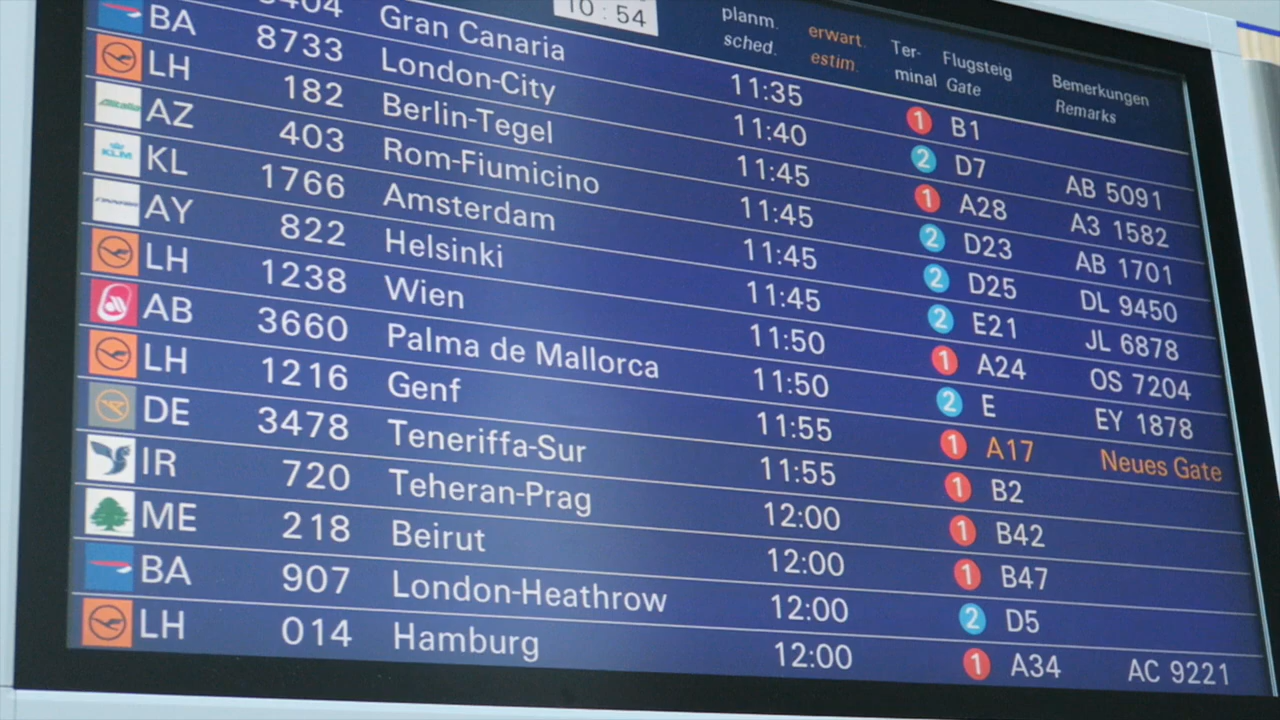 10:54
planm. erwart. Ter- Flugsteig Bemerkungen
sched. estim. minal Gate Remarks
Gran Canaria 11:35 1 B1
BA 8733 London-City 11:40 2 D7 AB 5091
LH 182 Berlin-Tegel 11:45 1 A28 A3 1582
Alitalia AZ 403 Rom-Fiumicino 11:45 2 D23 AB 1701
KLM KL 1766 Amsterdam 11:45 2 D25 DL 9450
AY 822 Helsinki 11:45 2 E21 JL 6878
LH 1238 Wien 11:50 1 A24 OS 7204
AB 3660 Palma de Mallorca 11:50 2 E EY 1878
LH 1216 Genf 11:55 1 A17 Neues Gate
DE 3478 Teneriffa-Sur 11:55 1 B2
IR 720 Teheran-Prag 12:00 1 B42
ME 218 Beirut 12:00 1 B47
BA 907 London-Heathrow 12:00 2 D5
LH 014 Hamburg 12:00 1 A34 AC 9221